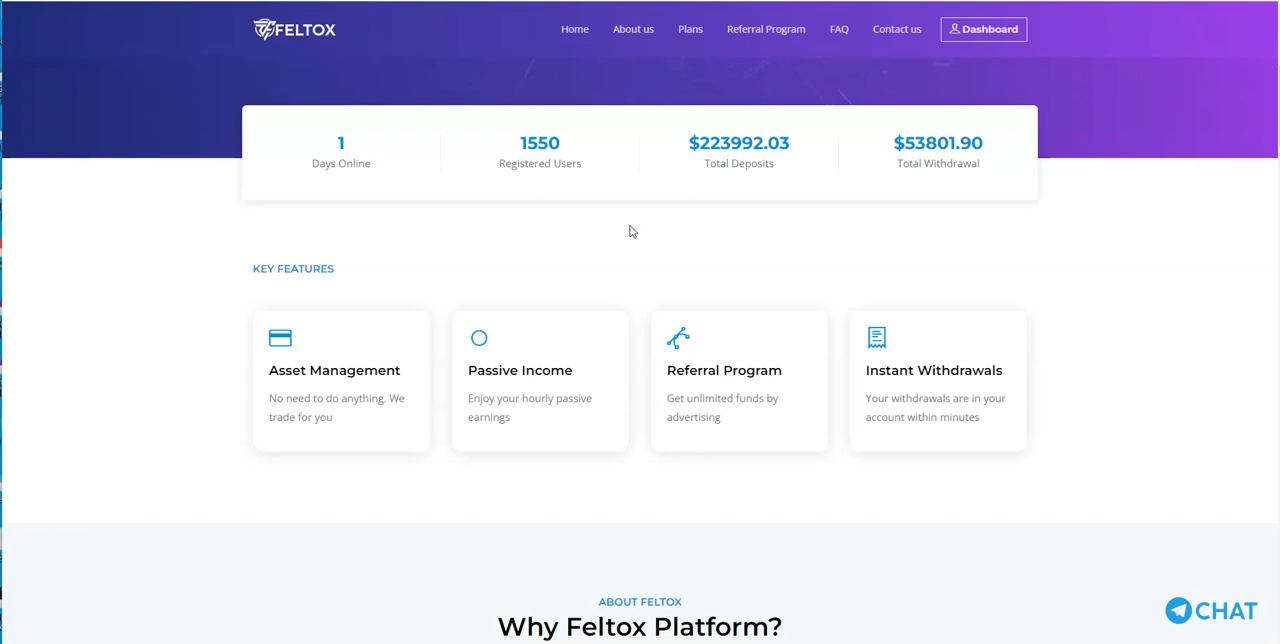 FELTOX
Home About us Plans Referral Program FAQ Contact us Dashboard
1 1550 $223992.03 $53801.90
Days Online Registered Users Total Deposits Total Withdrawal
KEY FEATURES
Asset Management
No need to do anything. We
trade for you
Passive Income
Enjoy your hourly passive
earnings
Referral Program
Get unlimited funds by
advertising
Instant Withdrawals
Your withdrawals are in your
account within minutes
ABOUT FELTOX
Why Feltox Platform?
CHAT